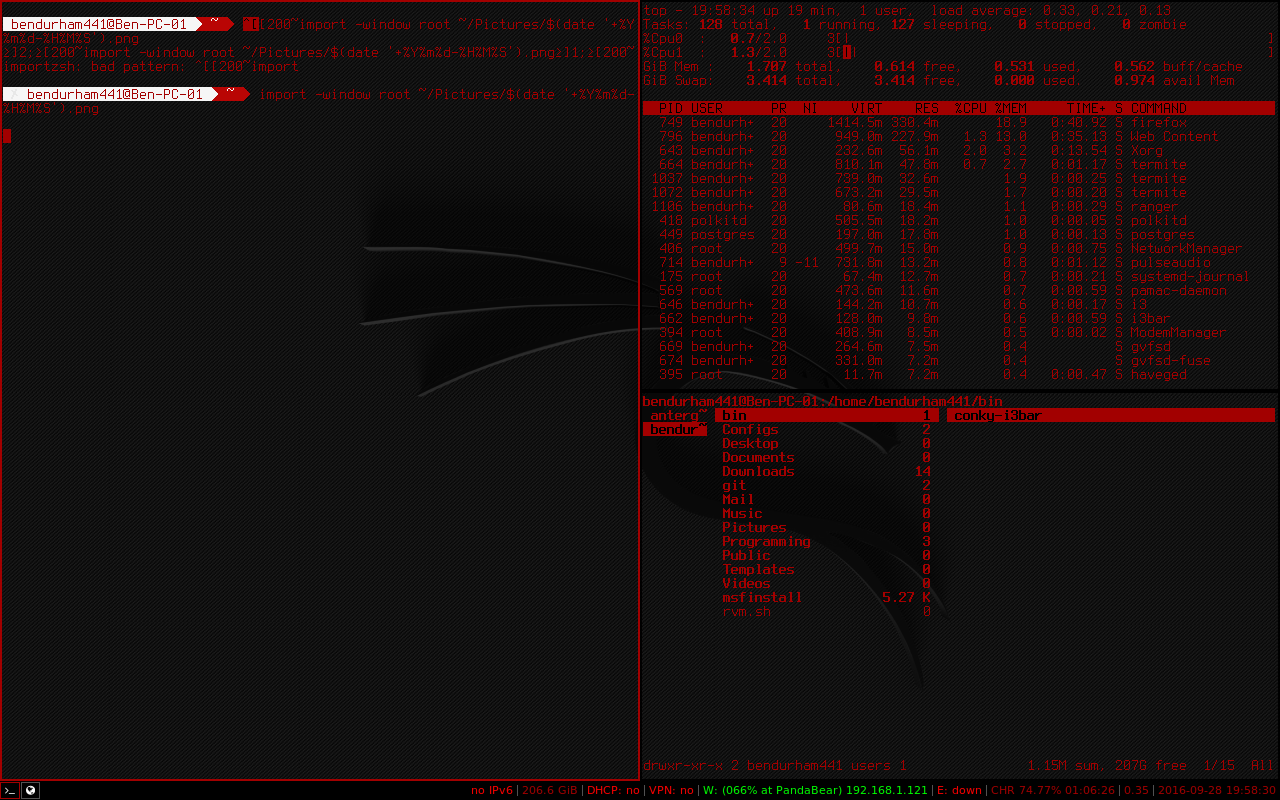 bendurham441@Ben-PC-01 ~ ^[[200~import -window root ~/Pictures/$(date '+%Y
%m%d-%H%M%S').png
≥]2;≥[200~import -window root ~/Pictures/$(date '+%Y%m%d-%H%M%S').png≥]1;≥[200~
importzsh: bad pattern: ^[[200~import
bendurham441@Ben-PC-01 ~ import -window root ~/Pictures/$(date '+%Y%m%d-
%H%M%S').png
top - 19:58:34 up 19 min, 1 user, load average: 0.33, 0.21, 0.13
Tasks: 128 total, 1 running, 127 sleeping, 0 stopped, 0 zombie
%Cpu0 : 0.7/2.0 3[| ]
%Cpu1 : 1.3/2.0 3[|| ]
GiB Mem : 1.707 total, 0.614 free, 0.531 used, 0.562 buff/cache
GiB Swap: 3.414 total, 3.414 free, 0.000 used. 0.974 avail Mem
PID USER PR NI VIRT RES %CPU %MEM TIME+ S COMMAND
749 bendurh+ 20 1414.5m 330.4m 18.9 0:40.92 S firefox
796 bendurh+ 20 949.0m 227.9m 1.3 13.0 0:35.13 S Web Content
643 bendurh+ 20 232.6m 56.1m 2.0 3.2 0:13.54 S Xorg
664 bendurh+ 20 810.1m 47.8m 0.7 2.7 0:01.17 S termite
1037 bendurh+ 20 739.0m 32.6m 1.9 0:00.25 S termite
1072 bendurh+ 20 673.2m 29.5m 1.7 0:00.20 S termite
1106 bendurh+ 20 80.6m 18.4m 1.1 0:00.29 S ranger
418 polkitd 20 505.5m 18.2m 1.0 0:00.05 S polkitd
449 postgres 20 197.0m 17.8m 1.0 0:00.13 S postgres
406 root 20 499.7m 15.0m 0.9 0:00.75 S NetworkManager
714 bendurh+ 9 -11 731.8m 13.2m 0.8 0:01.12 S pulseaudio
175 root 20 67.4m 12.7m 0.7 0:00.21 S systemd-journal
569 root 20 473.6m 11.6m 0.7 0:00.59 S pamac-daemon
646 bendurh+ 20 144.2m 10.7m 0.6 0:00.17 S i3
662 bendurh+ 20 128.0m 9.8m 0.6 0:00.59 S i3bar
394 root 20 408.9m 8.5m 0.5 0:00.02 S ModemManager
669 bendurh+ 20 264.6m 7.5m 0.4 S gvfsd
674 bendurh+ 20 331.0m 7.2m 0.4 S gvfsd-fuse
395 root 20 11.7m 7.2m 0.4 0:00.47 S haveged
bendurham441@Ben-PC-01:/home/bendurham441/bin
anterg~ bin 1 conky-i3bar
bendur~ Configs 2
Desktop 0
Documents 0
Downloads 14
git 2
Mail 0
Music 0
Pictures 0
Programming 3
Public 0
Templates 0
Videos 0
msfinstall 5.27 K
rvm.sh 0
drwxr-xr-x 2 bendurham441 users 1 1.15M sum, 207G free 1/15 All
no IPv6 | 206.6 GiB | DHCP: no | VPN: no | W: (066% at PandaBear) 192.168.1.121 | E: down | CHR 74.77% 01:06:26 | 0.35 | 2016-09-28 19:58:30